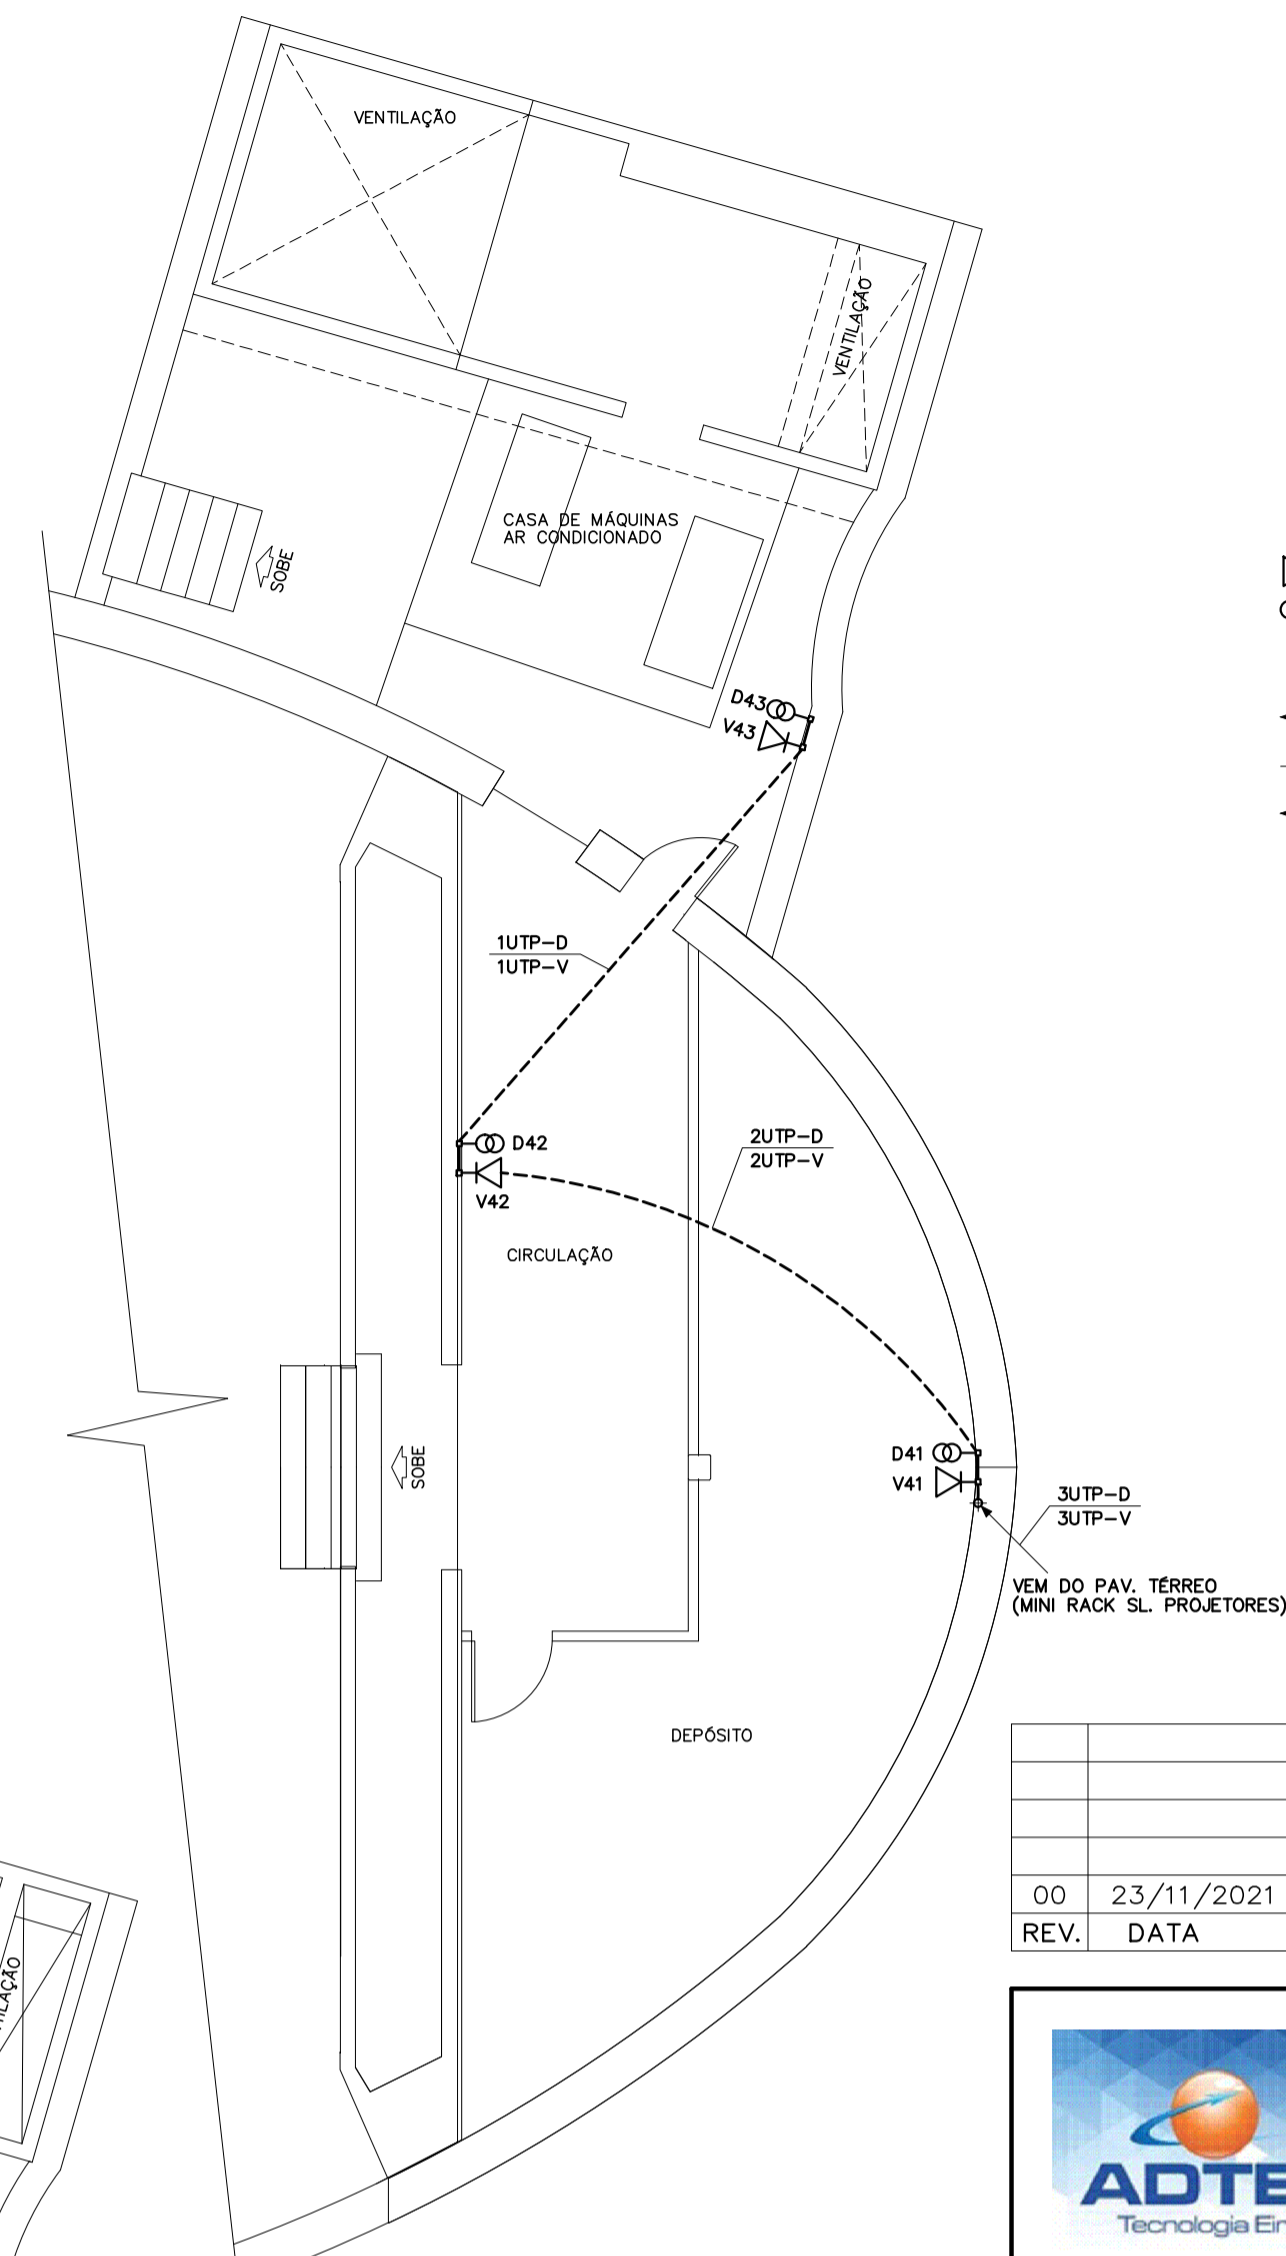 VENTILAÇÃO
VENTILAÇÃO
CASA DE MÁQUINAS
AR CONDICIONADO
SOBE
D43
V43
1UTP-D
1UTP-V
D42
V42
2UTP-D
2UTP-V
CIRCULAÇÃO
SOBE
D41
V41
3UTP-D
3UTP-V
VEM DO PAV. TÉRREO
(MINI RACK SL. PROJETORES)
DEPÓSITO
00 23/11/2021
REV. DATA
ADTE
Tecnologia